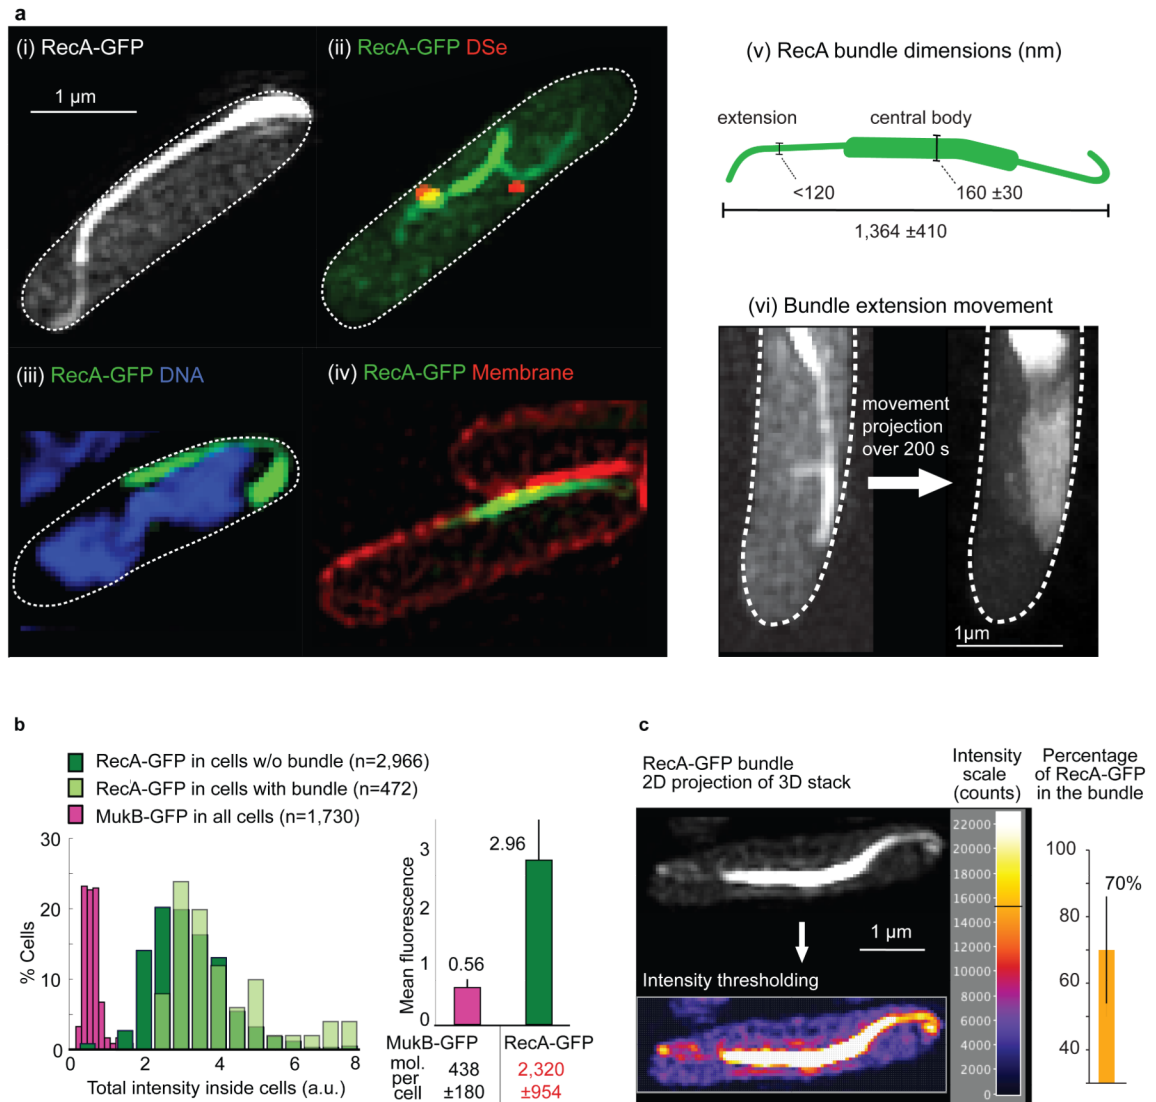 a
(i) RecA-GFP
1 µm
(ii) RecA-GFP DSe
(iii) RecA-GFP DNA
(iv) RecA-GFP Membrane
(v) RecA bundle dimensions (nm)
extension
central body
<120
160 ±30
1,364 ±410
(vi) Bundle extension movement
movement
projection
over 200 s
1µm
b
RecA-GFP in cells w/o bundle (n=2,966)
RecA-GFP in cells with bundle (n=472)
MukB-GFP in all cells (n=1,730)
% Cells
30
20
10
0
0
2
4
6
8
Total intensity inside cells (a.u.)
Mean fluorescence
3
2
1
0
0.56
2.96
MukB-GFP
RecA-GFP
mol.
per
cell
438
±180
2,320
±954
c
RecA-GFP bundle
2D projection of 3D stack
1 µm
Intensity thresholding
Intensity
scale
(counts)
22000
20000
18000
16000
14000
12000
10000
8000
6000
4000
2000
0
Percentage
of RecA-GFP
in the bundle
100
80
60
40
70%